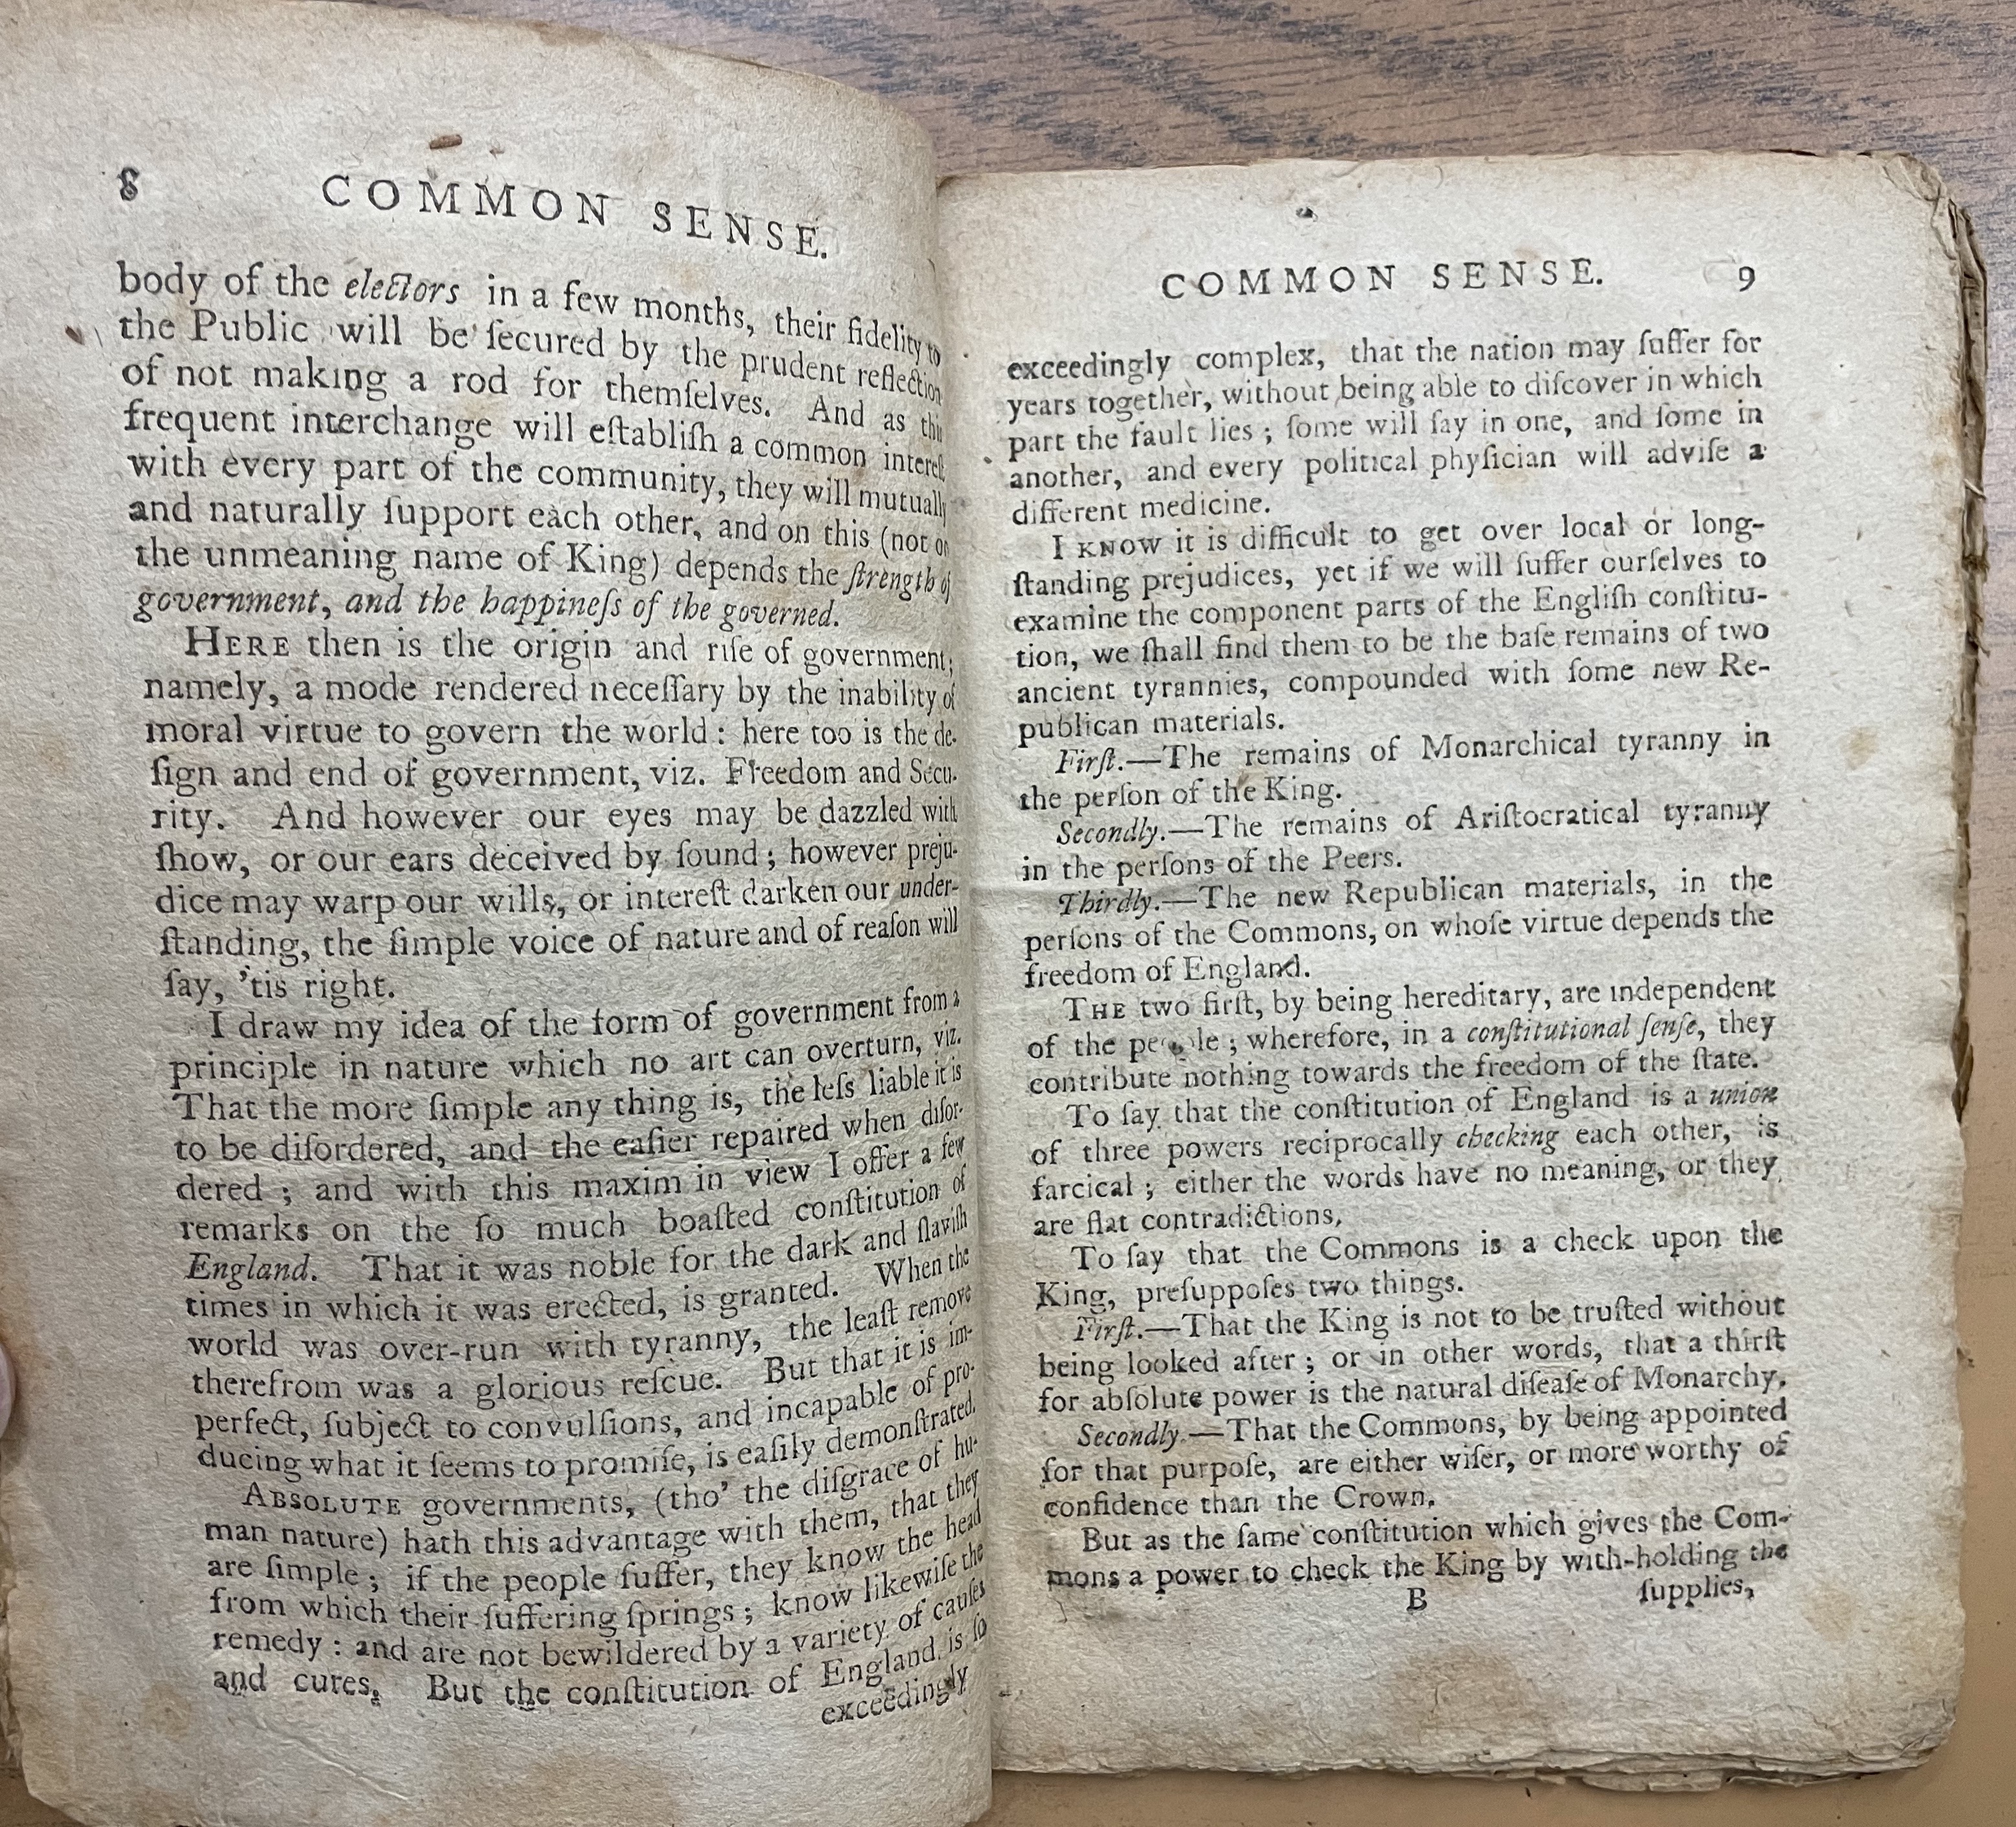 8
COMMON SENSE.
body of the electors in a few months, their fidelity to
the Public will be ſecured by the prudent reflection
of not making a rod for themſelves. And as this
frequent interchange will eſtabliſh a common intereſt
with every part of the community, they will mutually
and naturally ſupport each other, and on this (not on
the unmeaning name of King) depends the ſtrength of
government, and the happineſs of the governed.
HERE then is the origin and riſe of government;
namely, a mode rendered neceſſary by the inability of
moral virtue to govern the world: here too is the de-
ſign and end of government, viz. Freedom and Secu-
rity. And however our eyes may be dazzled with
ſhow, or our ears deceived by ſound; however preju-
dice may warp our wills, or intereſt darken our under-
ſtanding, the ſimple voice of nature and of reaſon will
ſay, 'tis right.
I draw my idea of the form of government from a
principle in nature which no art can overturn, viz.
That the more ſimple any thing is, the leſs liable it is
to be diſordered, and the eaſier repaired when diſor-
dered; and with this maxim in view I offer a few
remarks on the ſo much boaſted conſtitution of
England. That it was noble for the dark and ſlaviſh
times in which it was erected, is granted. When the
world was over-run with tyranny, the leaſt remove
therefrom was a glorious reſcue. But that it is im-
perfect, ſubject to convulſions, and incapable of pro-
ducing what it ſeems to promiſe, is eaſily demonſtrated.
ABSOLUTE governments, (tho' the diſgrace of hu-
man nature) hath this advantage with them, that they
are ſimple; if the people ſuffer, they know the head
from which their ſuffering ſprings; know likewiſe the
remedy: and are not bewildered by a variety of cauſes
and cures. But the conſtitution of England is ſo
exceedingly
COMMON SENSE. 9
exceedingly complex, that the nation may ſuffer for
years together, without being able to diſcover in which
part the fault lies; ſome will ſay in one, and ſome in
another, and every political phyſician will adviſe a
different medicine.
I KNOW it is difficult to get over local or long-
ſtanding prejudices, yet if we will ſuffer ourſelves to
examine the component parts of the Engliſh conſtitu-
tion, we ſhall find them to be the baſe remains of two
ancient tyrannies, compounded with ſome new Re-
publican materials.
Firſt.—The remains of Monarchical tyranny in
the perſon of the King.
Secondly.—The remains of Ariſtocratical tyranny
in the perſons of the Peers.
Thirdly.—The new Republican materials, in the
perſons of the Commons, on whoſe virtue depends the
freedom of England.
THE two firſt, by being hereditary, are independent
of the people; wherefore, in a conſtitutional ſenſe, they
contribute nothing towards the freedom of the ſtate.
To ſay that the conſtitution of England is a union
of three powers reciprocally checking each other, is
farcical; either the words have no meaning, or they
are flat contradictions.
To ſay that the Commons is a check upon the
King, preſuppoſes two things.
Firſt.—That the King is not to be truſted without
being looked after; or in other words, that a thirſt
for abſolute power is the natural diſeaſe of Monarchy.
Secondly.—That the Commons, by being appointed
for that purpoſe, are either wiſer, or more worthy of
confidence than the Crown.
But as the ſame conſtitution which gives the Com-
mons a power to check the King by with-holding the
B ſupplies,